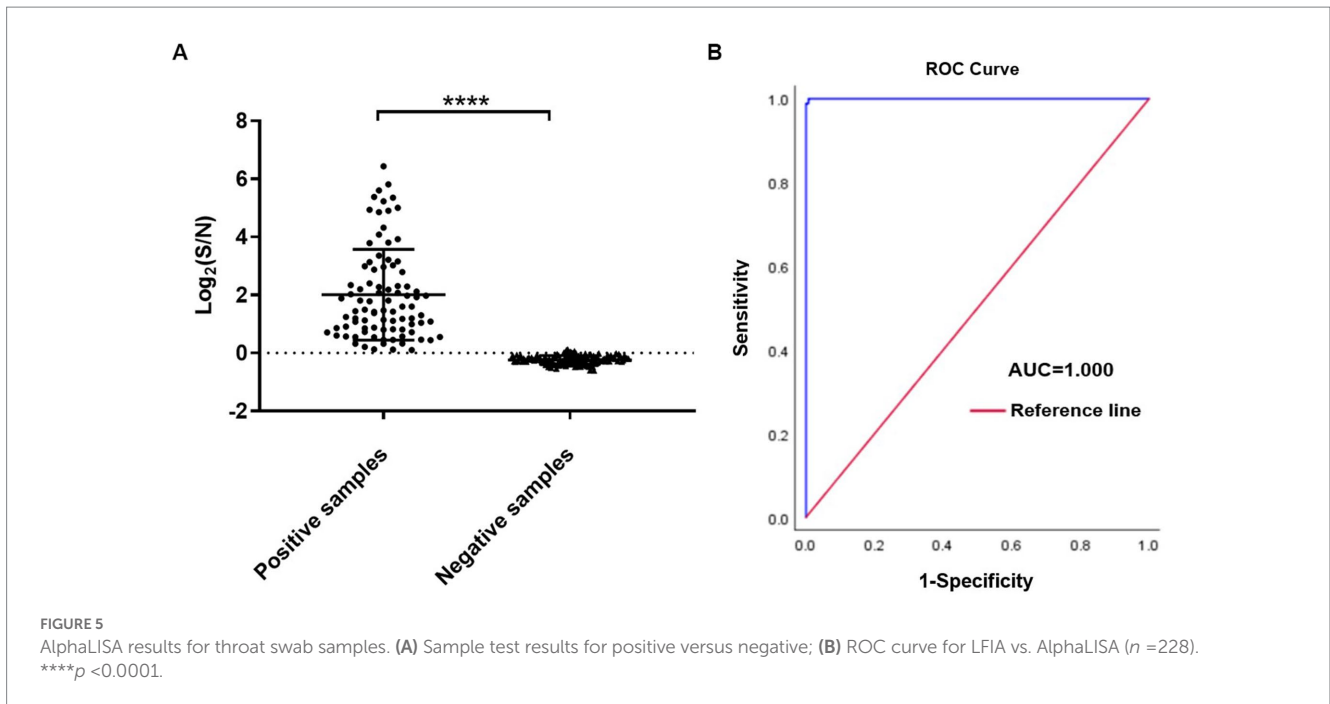 A
****
8
6
4
2
0
-2
Log₂(S/N)
Positive samples
Negative samples
B
ROC Curve
1.0
0.8
0.6
0.4
0.2
0.0
Sensitivity
AUC=1.000
Reference line
0.0 0.2 0.4 0.6 0.8 1.0
1-Specificity
FIGURE 5
AlphaLISA results for throat swab samples. (A) Sample test results for positive versus negative; (B) ROC curve for LFIA vs. AlphaLISA (n =228).
****p <0.0001.